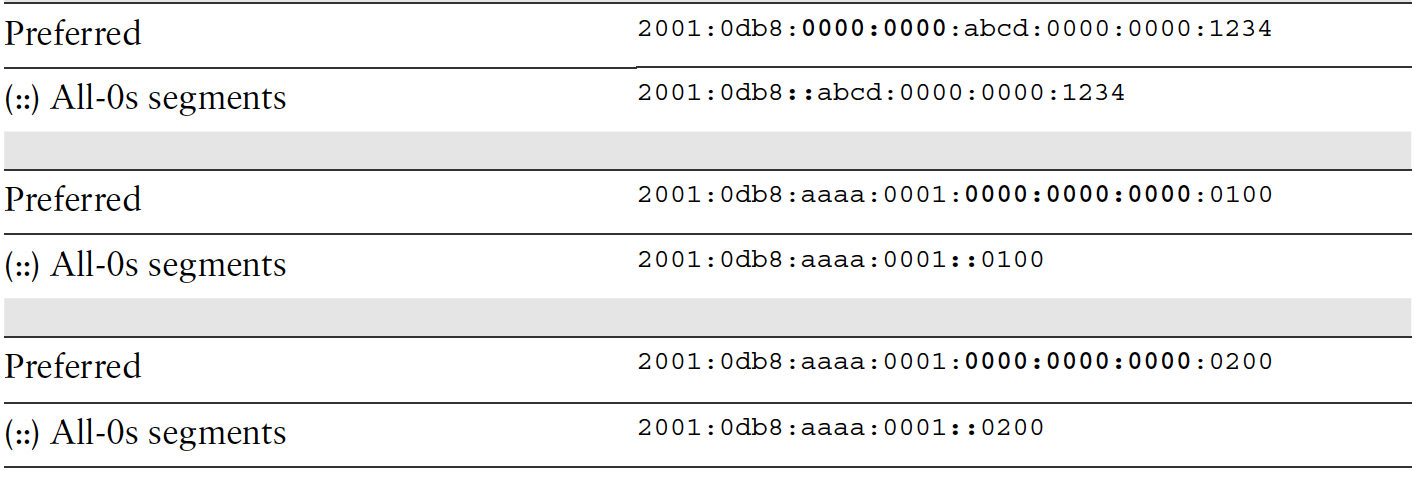 Preferred 2001:0db8:0000:0000:abcd:0000:0000:1234
(::) All-0s segments 2001:0db8::abcd:0000:0000:1234
Preferred 2001:0db8:aaaa:0001:0000:0000:0000:0100
(::) All-0s segments 2001:0db8:aaaa:0001::0100
Preferred 2001:0db8:aaaa:0001:0000:0000:0000:0200
(::) All-0s segments 2001:0db8:aaaa:0001::0200